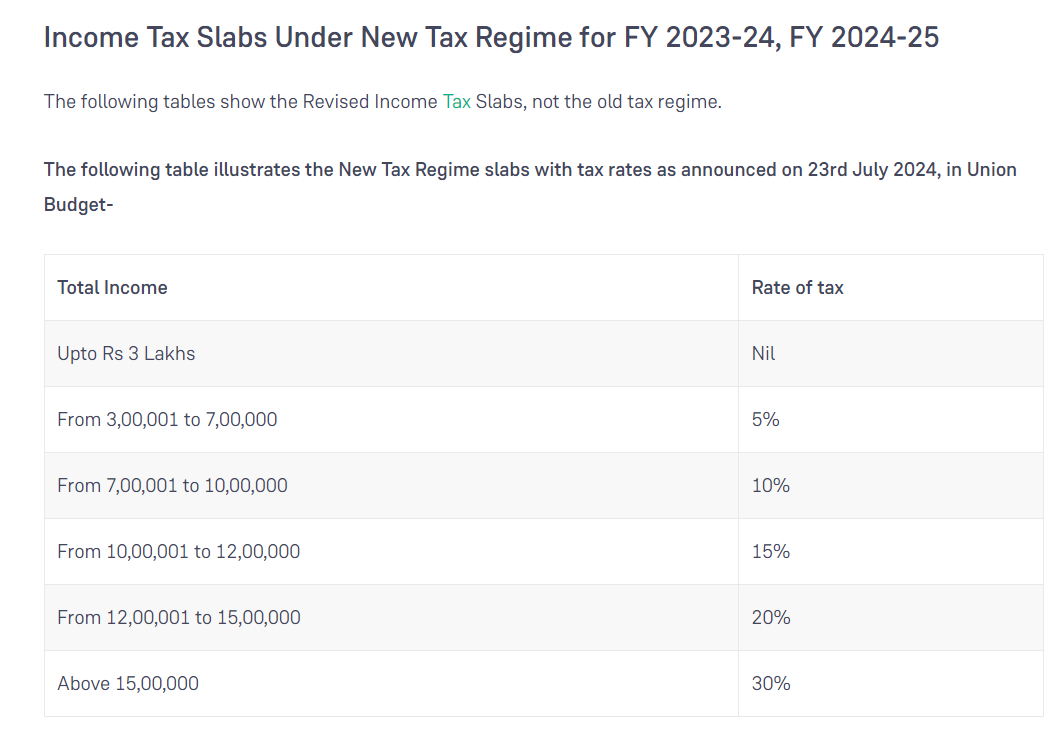 Income Tax Slabs Under New Tax Regime for FY 2023-24, FY 2024-25
The following tables show the Revised Income Tax Slabs, not the old tax regime.
The following table illustrates the New Tax Regime slabs with tax rates as announced on 23rd July 2024, in Union
Budget-
Total Income Rate of tax
Upto Rs 3 Lakhs Nil
From 3,00,001 to 7,00,000 5%
From 7,00,001 to 10,00,000 10%
From 10,00,001 to 12,00,000 15%
From 12,00,001 to 15,00,000 20%
Above 15,00,000 30%